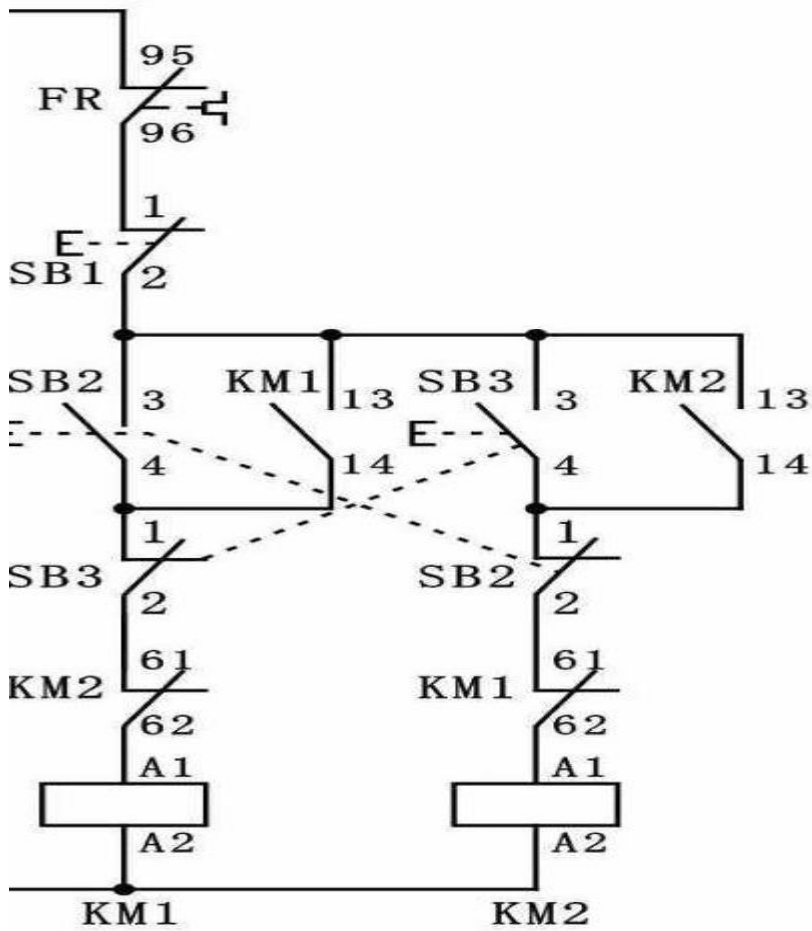 95
FR
96
1
E
SB1 2
SB2 3 KM1 13 SB3 3 KM2 13
E E
4 14 4 14
1 1
SB3 SB2
2 2
61 61
KM2 KM1
62 62
A1 A1
A2 A2
KM1 KM2